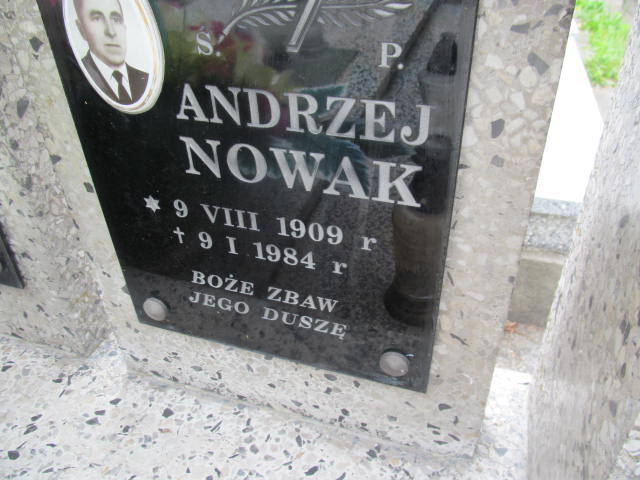 S. P.
ANDRZEJ
NOWAK
* 9 VIII 1909 r
† 9 I 1984 r
BOŻE ZBAW
JEGO DUSZĘ